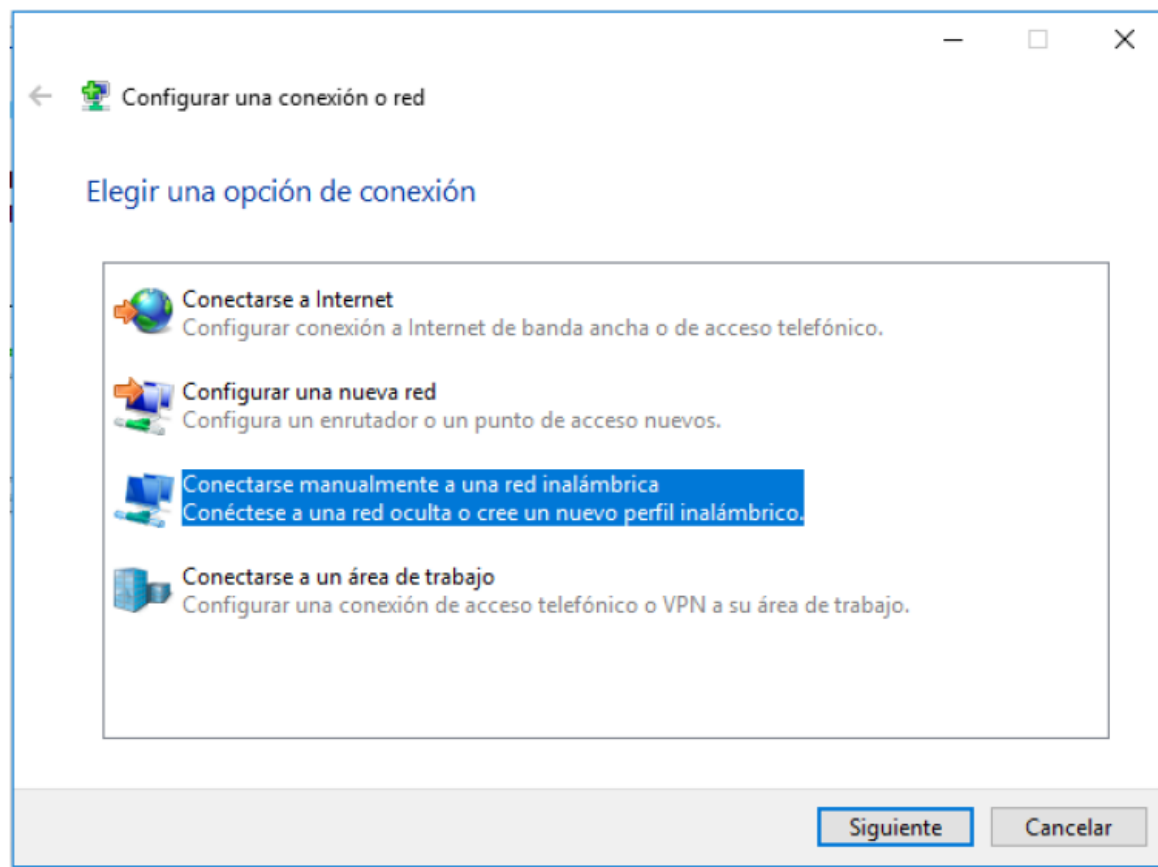 Configurar una conexión o red
Elegir una opción de conexión
Conectarse a Internet
Configurar conexión a Internet de banda ancha o de acceso telefónico.
Configurar una nueva red
Configura un enrutador o un punto de acceso nuevos.
Conectarse manualmente a una red inalámbrica
Conéctese a una red oculta o cree un nuevo perfil inalámbrico.
Conectarse a un área de trabajo
Configurar una conexión de acceso telefónico o VPN a su área de trabajo.
Siguiente
Cancelar